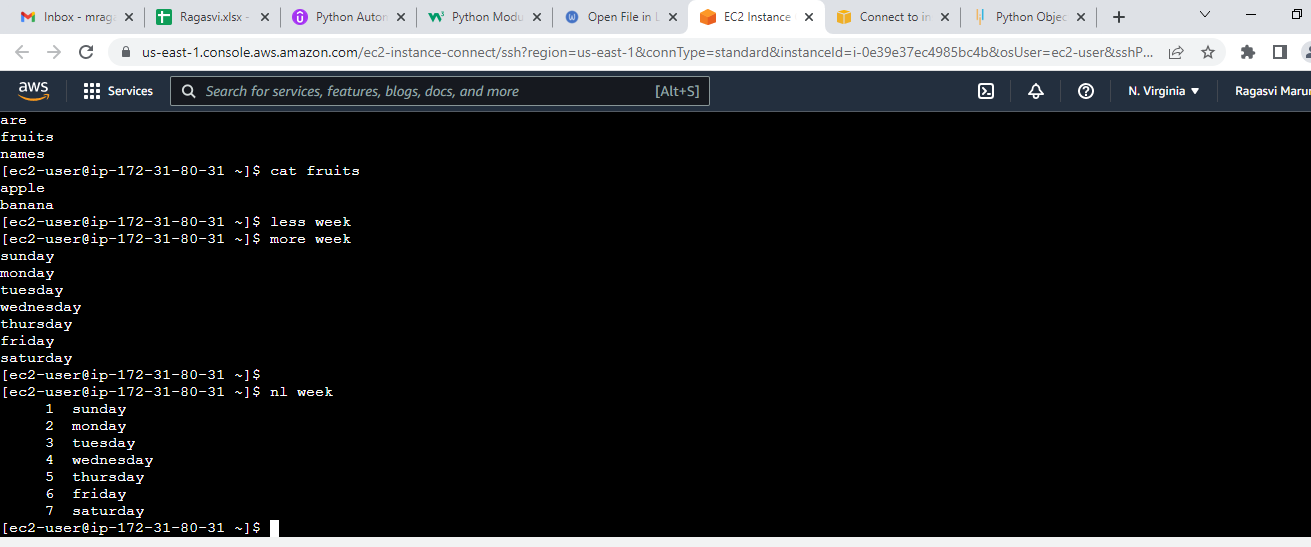 Inbox - mrag
Ragasvi.xlsx -
Python Auton
Python Modu
Open File in L
EC2 Instance
Connect to in
Python Objec
us-east-1.console.aws.amazon.com/ec2-instance-connect/ssh?region=us-east-1&connType=standard&instanceId=i-0e39e37ec4985bc4b&osUser=ec2-user&sshP...
aws Services Search for services, features, blogs, docs, and more [Alt+S] N. Virginia ▼ Ragasvi Marur
are
fruits
names
[ec2-user@ip-172-31-80-31 ~]$ cat fruits
apple
banana
[ec2-user@ip-172-31-80-31 ~]$ less week
[ec2-user@ip-172-31-80-31 ~]$ more week
sunday
monday
tuesday
wednesday
thursday
friday
saturday
[ec2-user@ip-172-31-80-31 ~]$
[ec2-user@ip-172-31-80-31 ~]$ nl week
1 sunday
2 monday
3 tuesday
4 wednesday
5 thursday
6 friday
7 saturday
[ec2-user@ip-172-31-80-31 ~]$